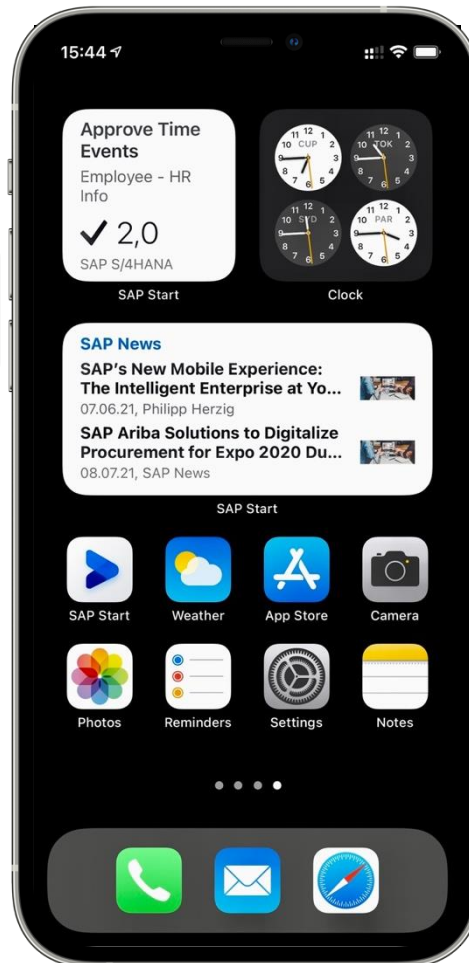 15:44
Approve Time
Events
Employee - HR
Info
2,0
SAP S/4HANA
SAP Start
CUP
TOK
SYD
PAR
Clock
SAP News
SAP's New Mobile Experience:
The Intelligent Enterprise at Yo...
07.06.21, Philipp Herzig
SAP Ariba Solutions to Digitalize
Procurement for Expo 2020 Du...
08.07.21, SAP News
SAP Start
SAP Start
Weather
App Store
Camera
Photos
Reminders
Settings
Notes